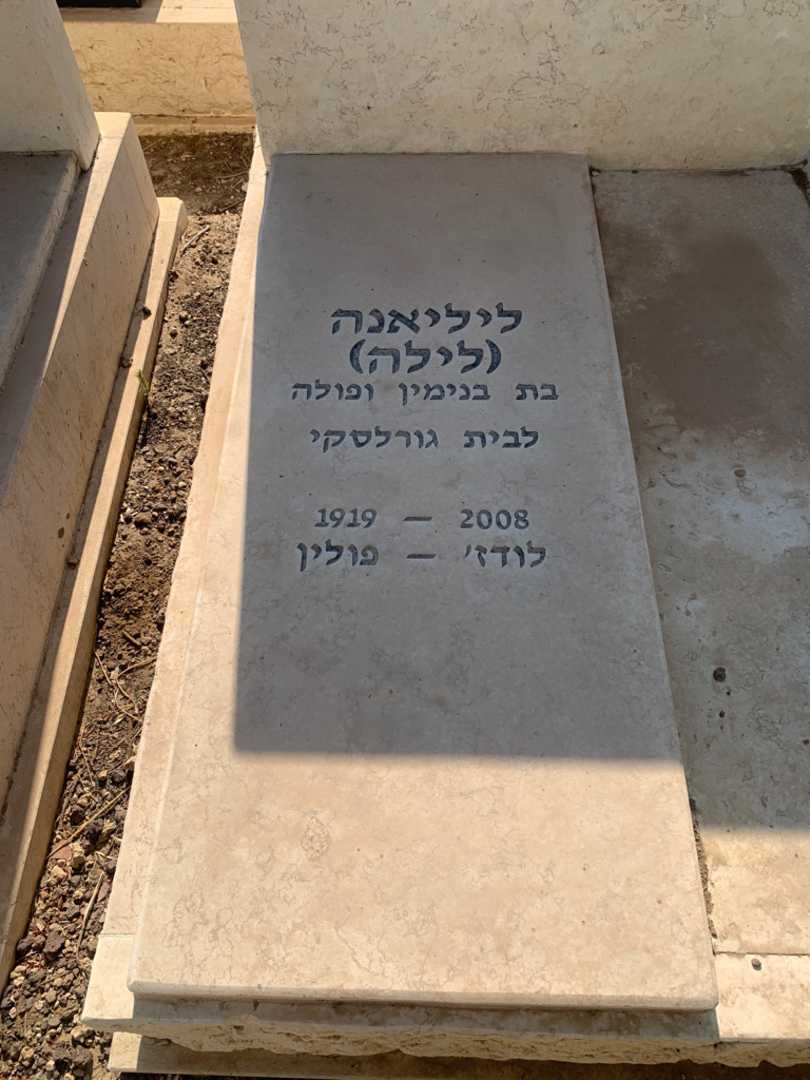 ליליאנה
(לילה)
בת בנימין ופולה
לבית גורלסקי
1919 – 2008
לודז' – פולין